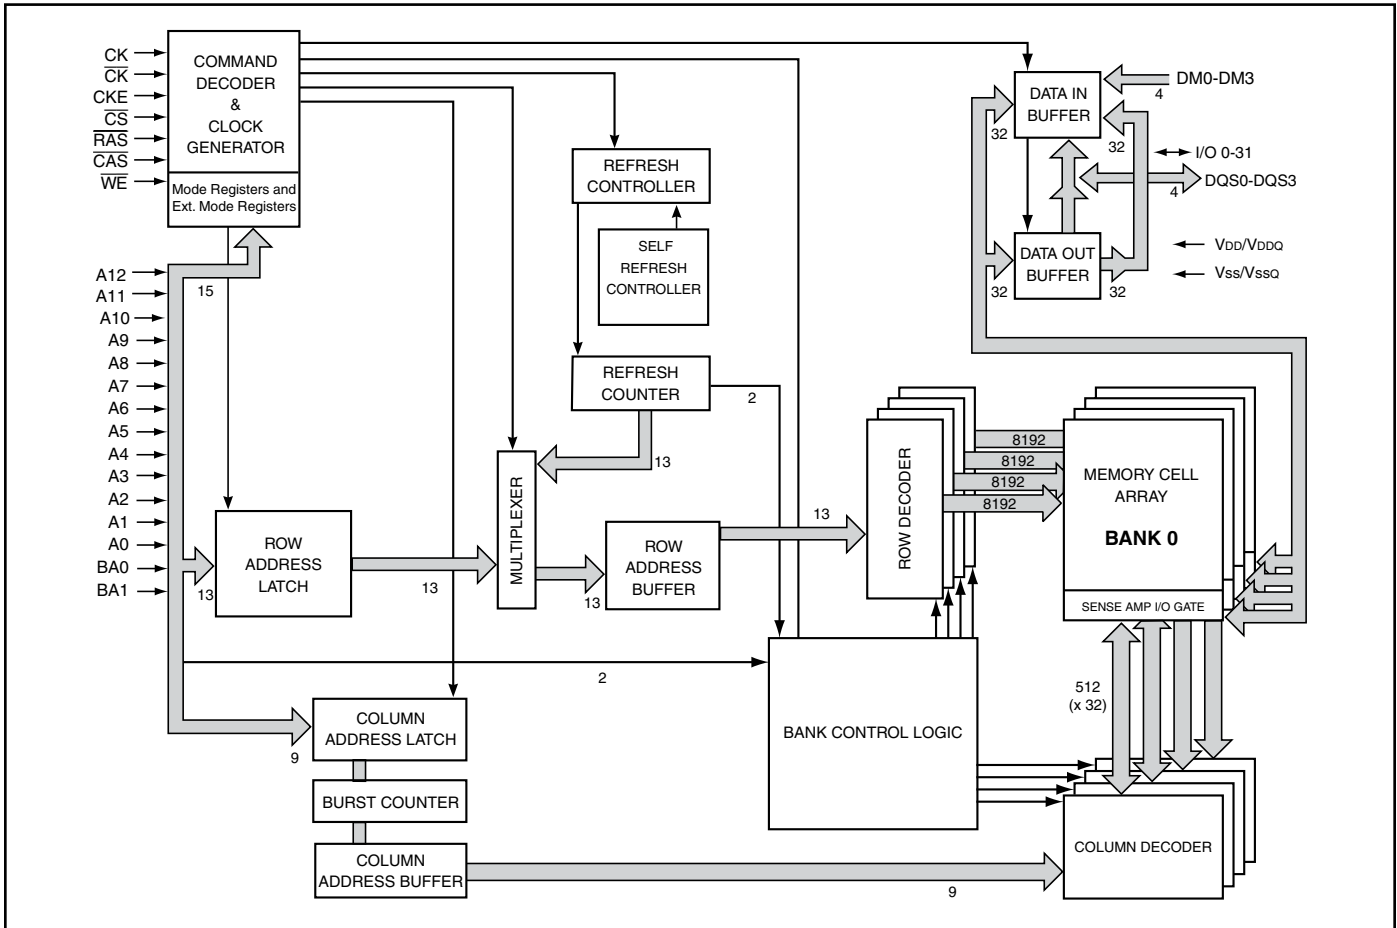 CK
CK
CKE
CS
RAS
CAS
WE
COMMAND
DECODER
&
CLOCK
GENERATOR
Mode Registers and
Ext. Mode Registers
A12
A11
A10
A9
A8
A7
A6
A5
A4
A3
A2
A1
A0
BA0
BA1
15
REFRESH
CONTROLLER
SELF
REFRESH
CONTROLLER
REFRESH
COUNTER
2
13
MULTIPLEXER
ROW
ADDRESS
LATCH
13
13
13
ROW
ADDRESS
BUFFER
13
2
COLUMN
ADDRESS LATCH
9
BURST COUNTER
COLUMN
ADDRESS BUFFER
9
BANK CONTROL LOGIC
ROW DECODER
8192
8192
8192
8192
MEMORY CELL
ARRAY
BANK 0
SENSE AMP I/O GATE
512
(x 32)
COLUMN DECODER
DATA IN
BUFFER
DM0-DM3
4
32
32
I/O 0-31
DQS0-DQS3
4
DATA OUT
BUFFER
32
32
VDD/VDDQ
Vss/VssQ